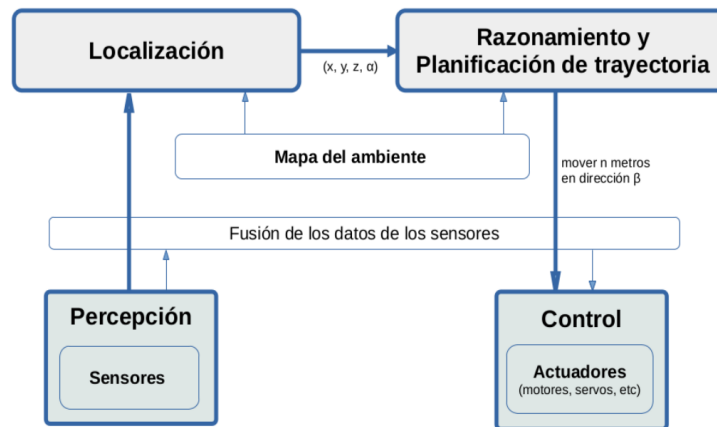 Localización
(x, y, z, α)
Razonamiento y
Planificación de trayectoria
Mapa del ambiente
mover n metros
en dirección β
Fusión de los datos de los sensores
Percepción
Sensores
Control
Actuadores
(motores, servos, etc)